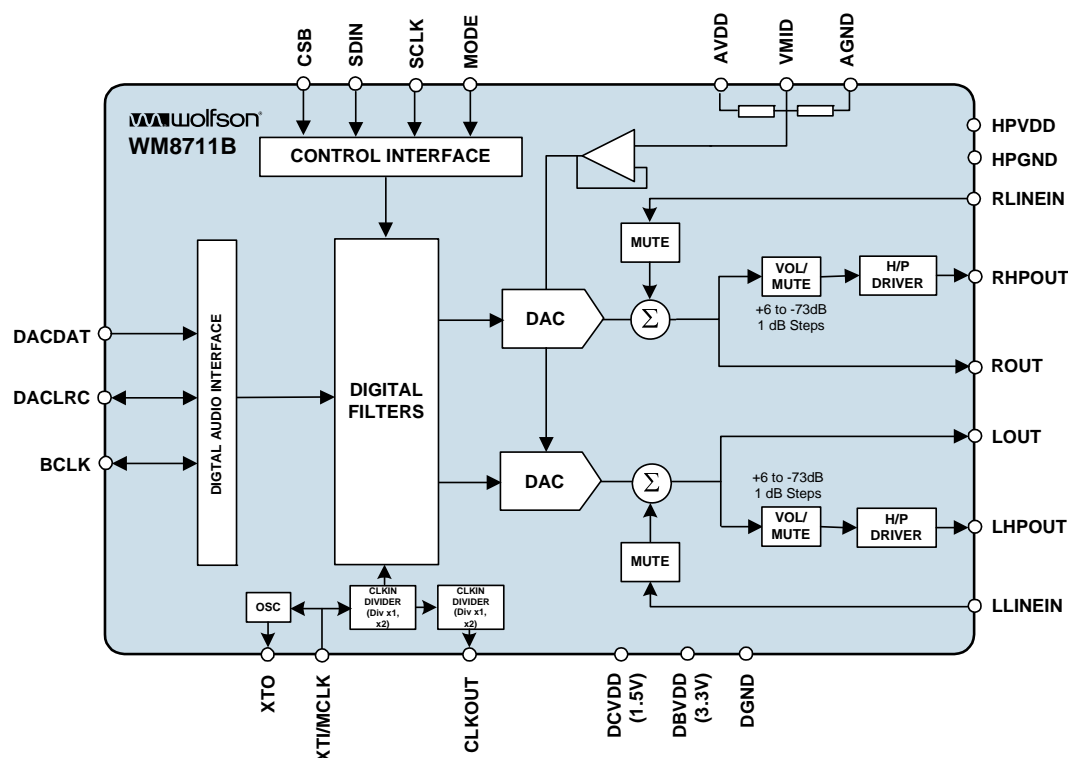 CSB
SDIN
SCLK
MODE
AVDD
VMID
AGND
wolfson
WM8711B
CONTROL INTERFACE
HPVDD
HPGND
RLINEIN
MUTE
VOL/
MUTE
H/P
DRIVER
RHPOUT
+6 to -73dB
1 dB Steps
DAC
Σ
ROUT
DACDAT
DACLRC
BCLK
DIGTAL AUDIO INTERFACE
DIGITAL
FILTERS
LOUT
DAC
Σ
+6 to -73dB
1 dB Steps
VOL/
MUTE
H/P
DRIVER
LHPOUT
MUTE
LLINEIN
OSC
CLKIN
DIVIDER
(Div x1,
x2)
CLKIN
DIVIDER
(Div x1,
x2)
XTO
XTI/MCLK
CLKOUT
DCVDD
(1.5V)
DBVDD
(3.3V)
DGND